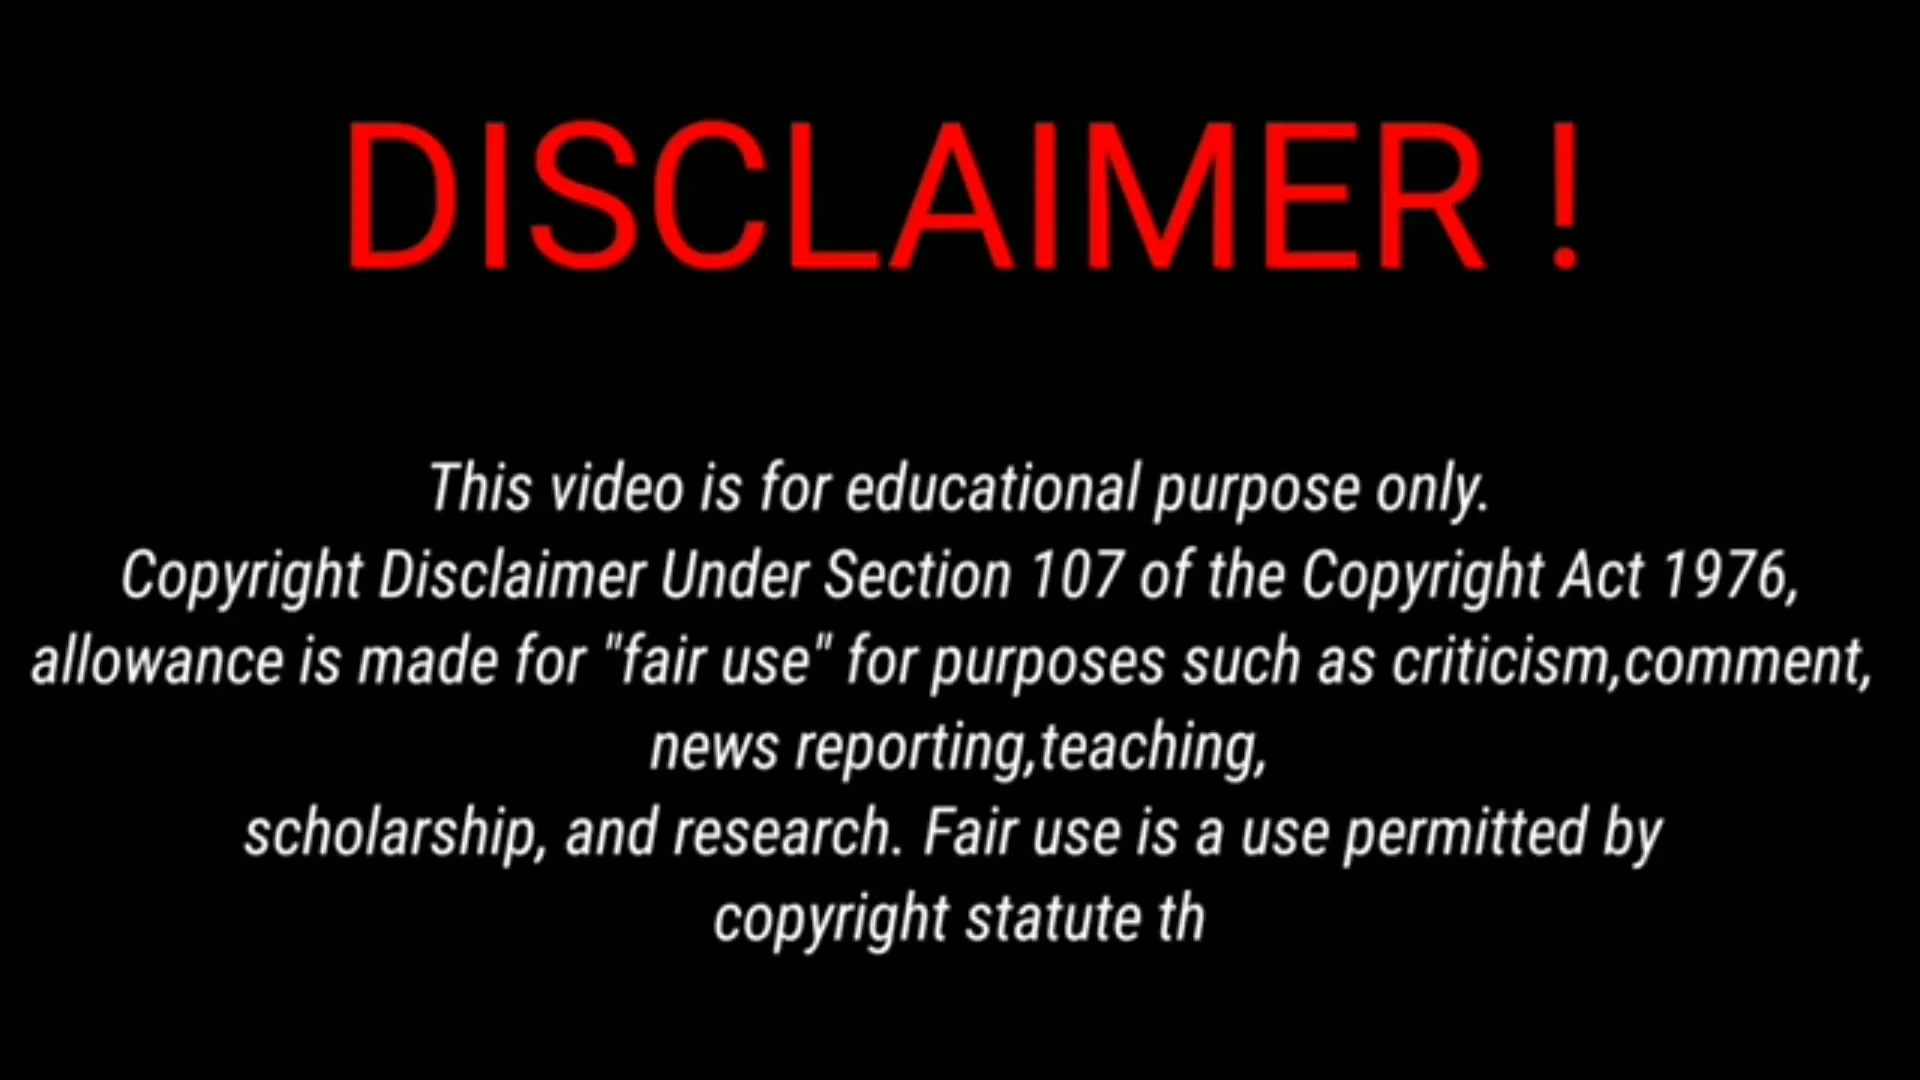 DISCLAIMER !
This video is for educational purpose only.
Copyright Disclaimer Under Section 107 of the Copyright Act 1976,
allowance is made for "fair use" for purposes such as criticism,comment,
news reporting,teaching,
scholarship, and research. Fair use is a use permitted by
copyright statute th